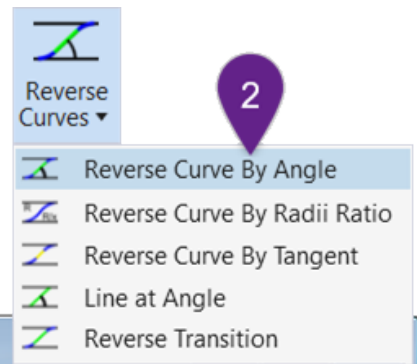 Reverse
Curves
2
Reverse Curve By Angle
Reverse Curve By Radii Ratio
Reverse Curve By Tangent
Line at Angle
Reverse Transition